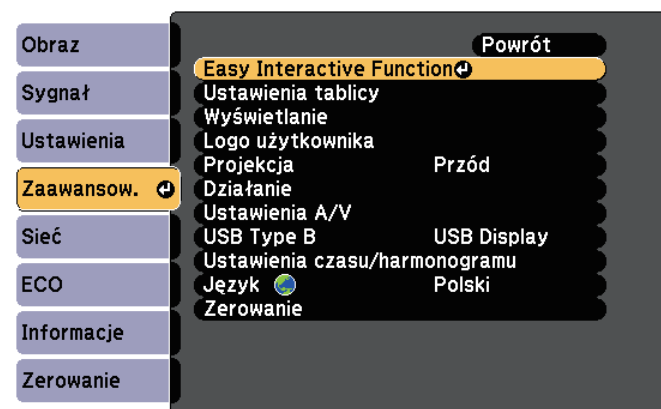 Obraz
Sygnał
Ustawienia
Zaawansow.
Sieć
ECO
Informacje
Zerowanie
Powrót
Easy Interactive Function
Ustawienia tablicy
Wyświetlanie
Logo użytkownika
Projekcja Przód
Działanie
Ustawienia A/V
USB Type B USB Display
Ustawienia czasu/harmonogramu
Język Polski
Zerowanie